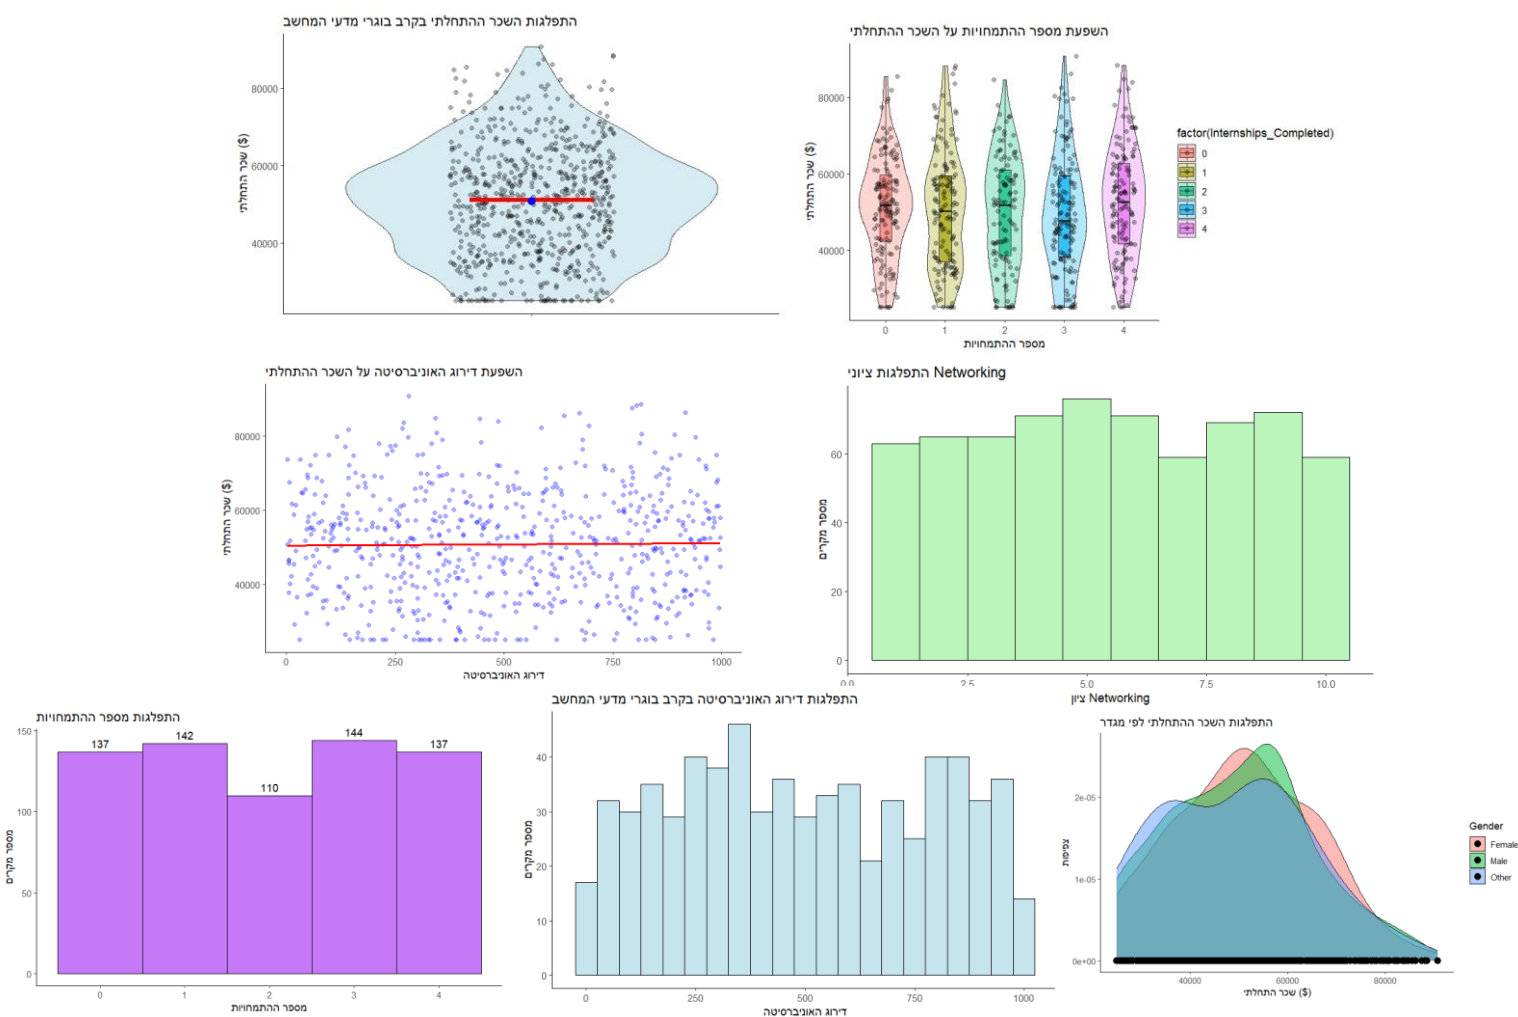 התפלגות השכר ההתחלתי בקרב בוגרי מדעי המחשב
שכר התחלתי ($)
80000
60000
40000
השפעת מספר ההתמחויות על השכר ההתחלתי
שכר התחלתי ($)
80000
60000
40000
0 1 2 3 4
מספר ההתמחויות
factor(Internships_Completed)
0
1
2
3
4
השפעת דירוג האוניברסיטה על השכר ההתחלתי
שכר התחלתי ($)
80000
60000
40000
0 250 500 750 1000
דירוג האוניברסיטה
התפלגות ציוני Networking
מספר מקרים
60
40
20
0
0.0 2.5 5.0 7.5 10.0
ציון Networking
התפלגות מספר ההתמחויות
מספר מקרים
150
100
50
0
137 142 110 144 137
0 1 2 3 4
מספר ההתמחויות
התפלגות דירוג האוניברסיטה בקרב בוגרי מדעי המחשב
מספר מקרים
40
30
20
10
0
0 250 500 750 1000
דירוג האוניברסיטה
התפלגות השכר ההתחלתי לפי מגדר
צפיפות
2e-05
1e-05
0e+00
40000 60000 80000
שכר התחלתי ($)
Gender
Female
Male
Other